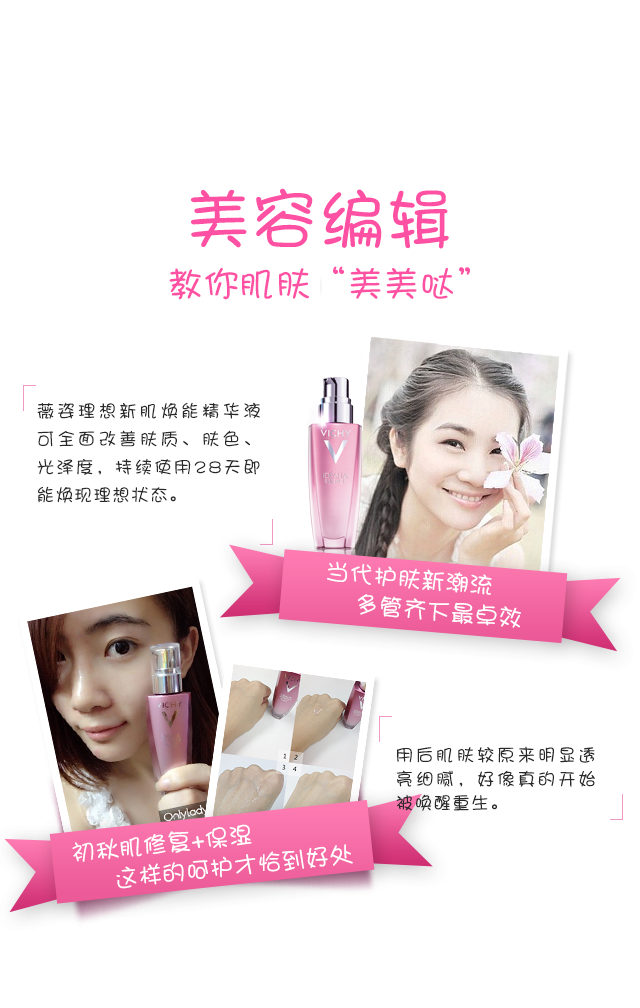 美容编辑
教你肌肤“美美哒”
薇姿理想新肌焕能精华液
可全面改善肤质、肤色、
光泽度，持续使用28天即
能焕现理想状态。
VICHY
当代护肤新潮流
多管齐下最卓效
VICHY
Onlylady
1 2
3 4
用后肌肤较原来明显透
亮细腻，好像真的开始
被唤醒重生。
初秋肌修复+保湿
这样的呵护才恰到好处